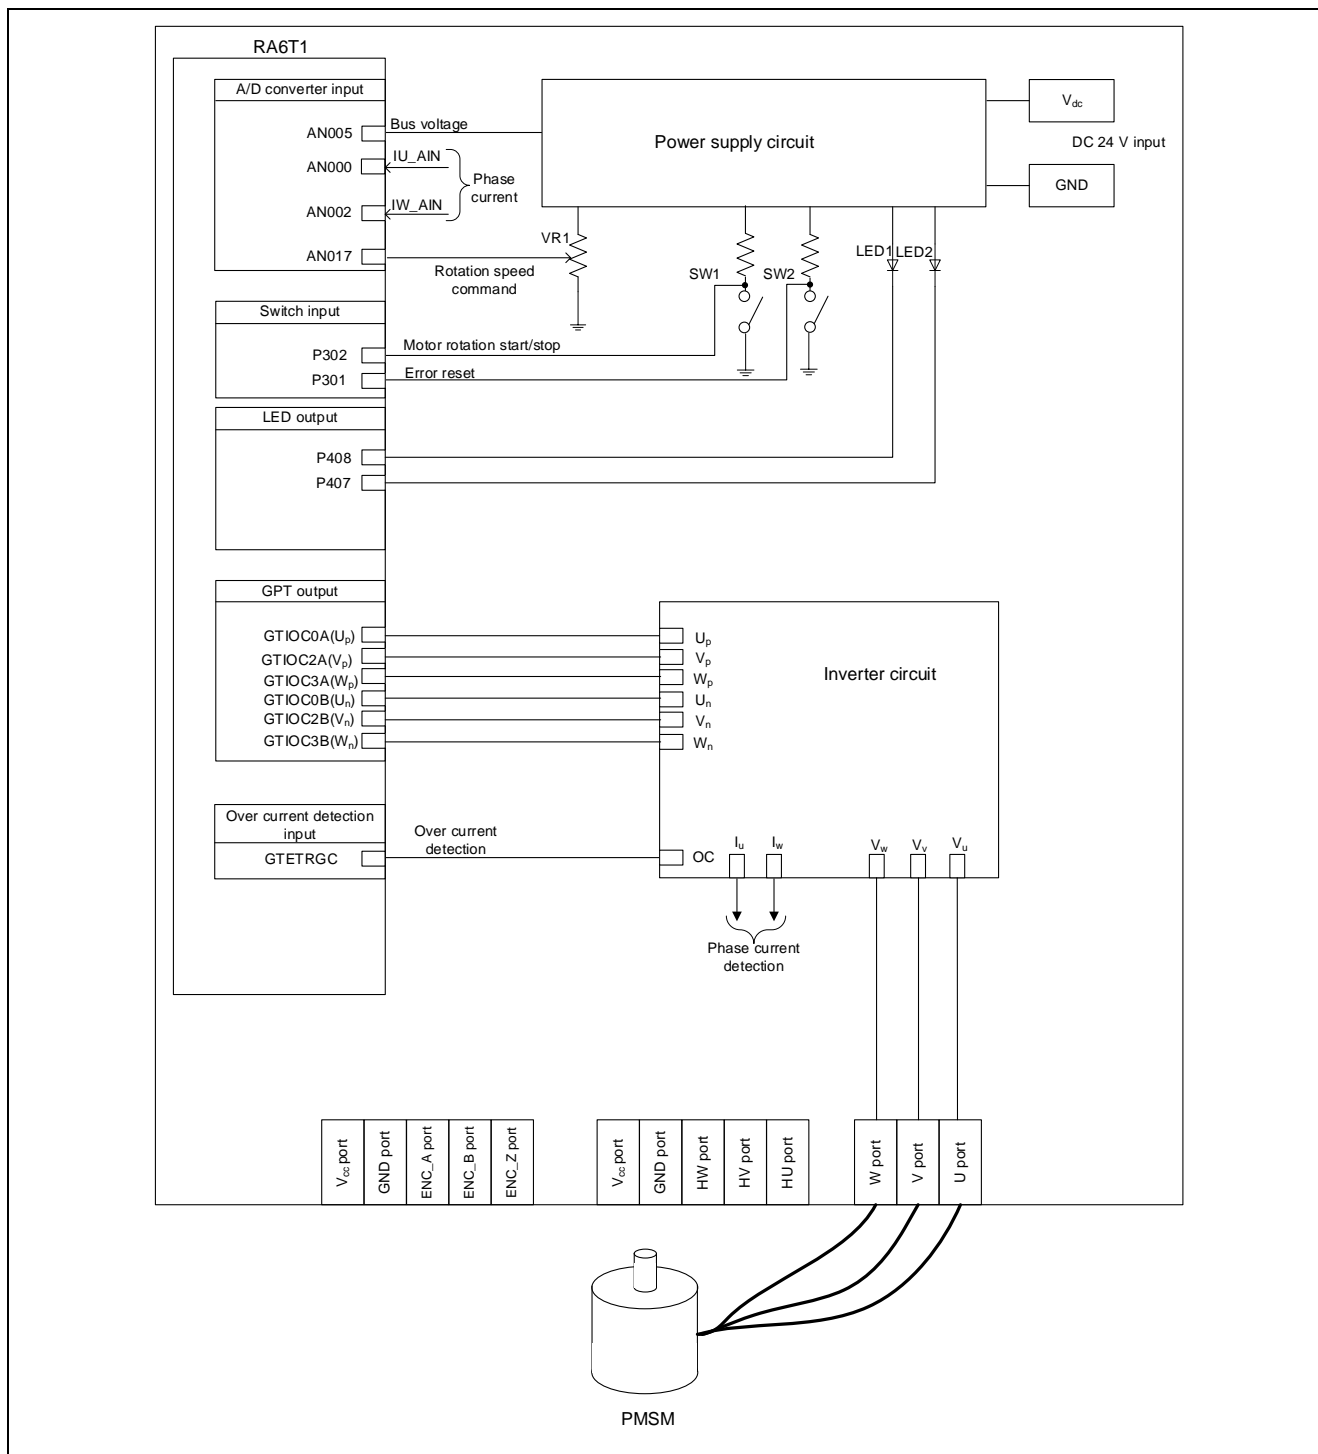 RA6T1
A/D converter input
AN005
AN000
AN002
AN017
Bus voltage
IU_AIN
IW_AIN
Phase
current
Rotation speed
command
VR1
Power supply circuit
Vdc
DC 24 V input
GND
SW1
SW2
LED1
LED2
Switch input
P302
P301
Motor rotation start/stop
Error reset
LED output
P408
P407
GPT output
GTIOC0A(Up)
GTIOC2A(Vp)
GTIOC3A(Wp)
GTIOC0B(Un)
GTIOC2B(Vn)
GTIOC3B(Wn)
Up
Vp
Wp
Un
Vn
Wn
Inverter circuit
Over current detection
input
GTETRGC
Over current
detection
OC
Iu
Iw
Vw
Vv
Vu
Phase current
detection
Vcc port
GND port
ENC_A port
ENC_B port
ENC_Z port
Vcc port
GND port
HW port
HV port
HU port
W port
V port
U port
PMSM